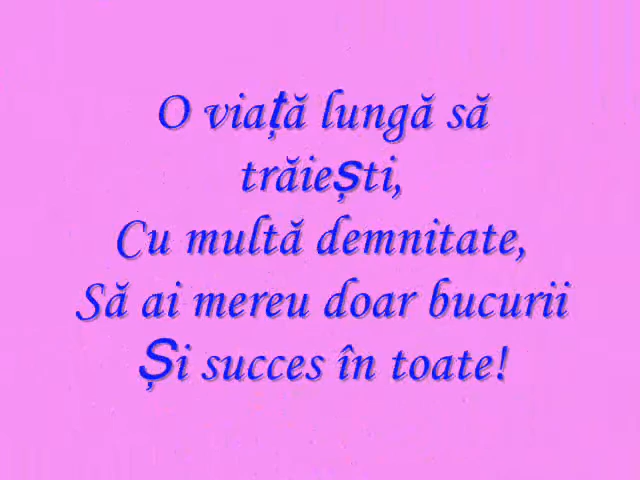 O viață lungă să
trăiești,
Cu multă demnitate,
Să ai mereu doar bucurii
Și succes în toate!